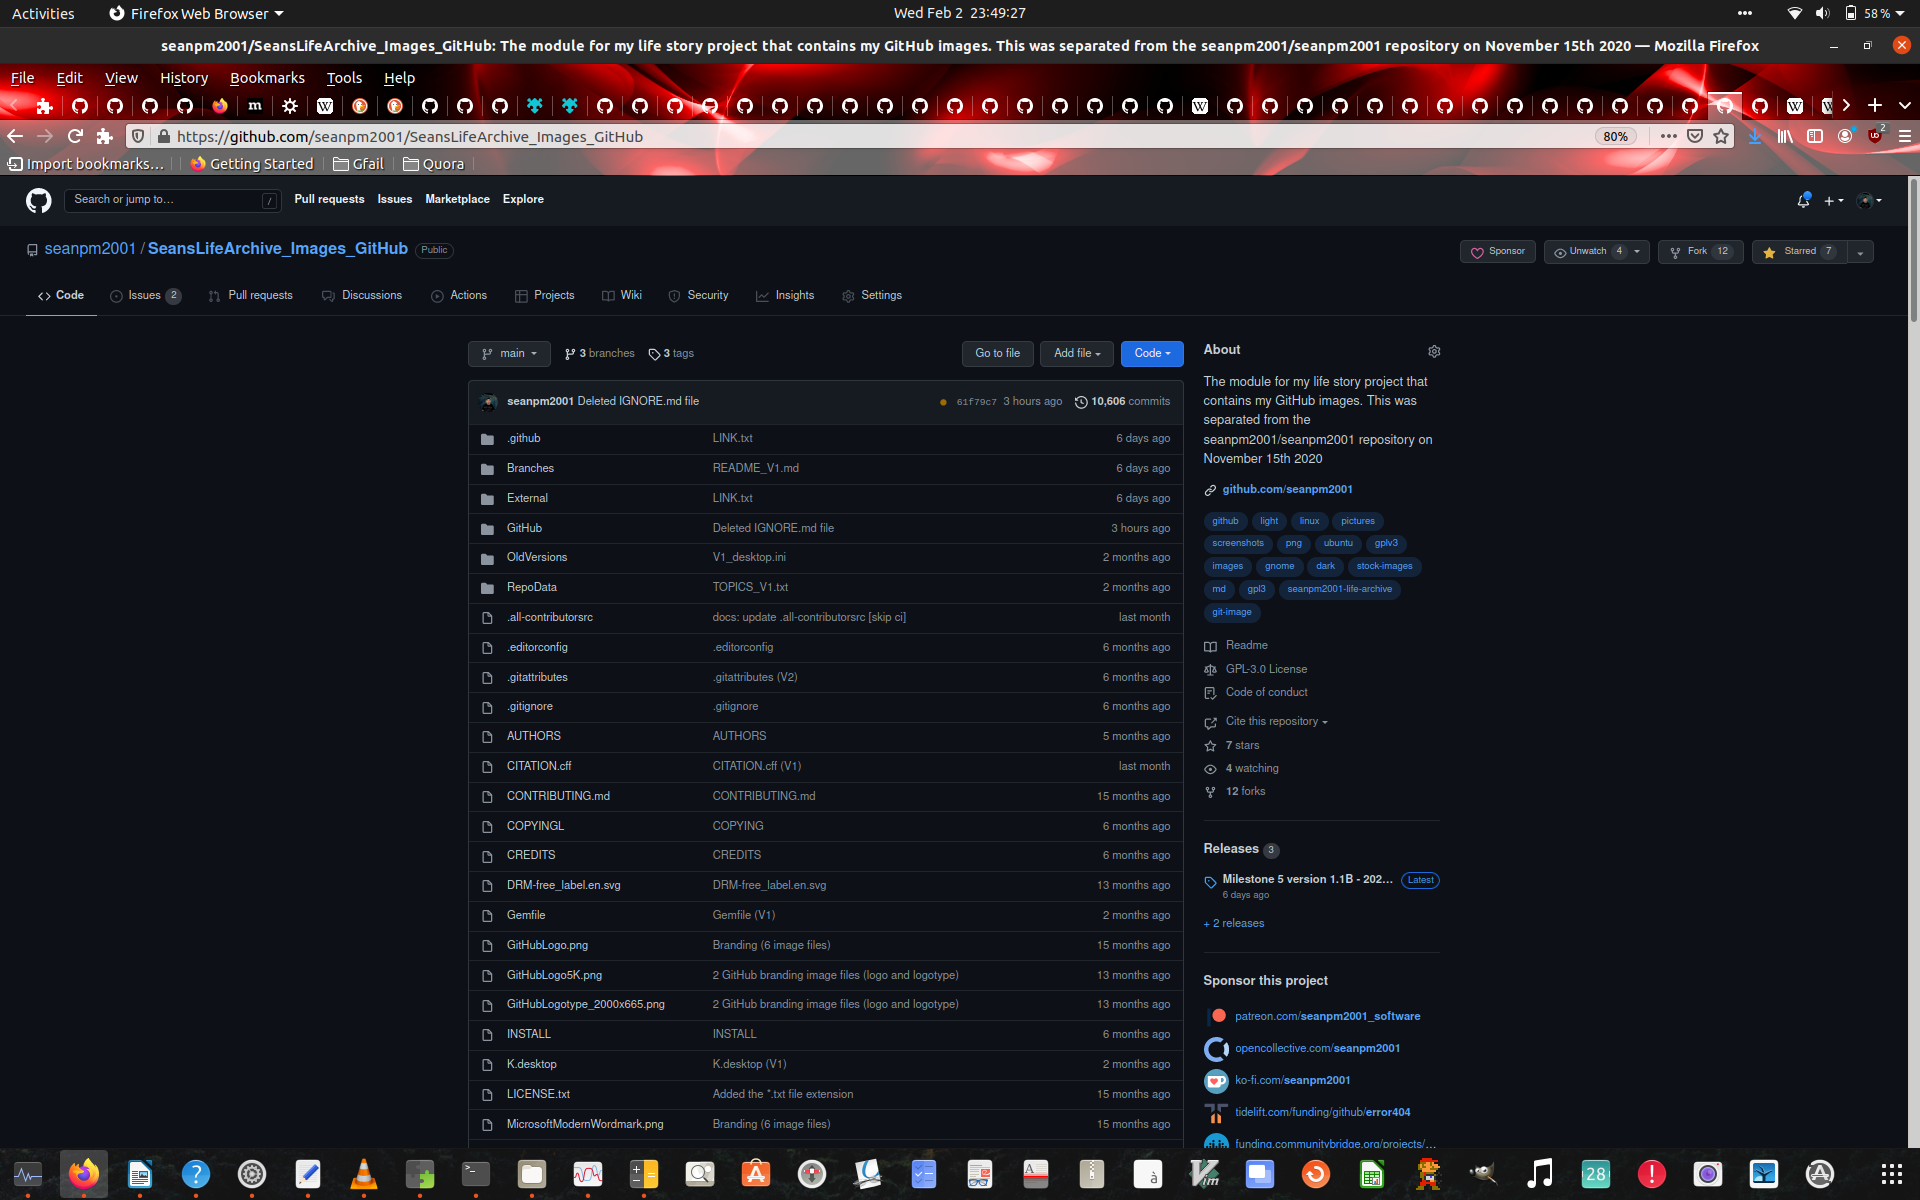 Activities Firefox Web Browser Wed Feb 2 23:49:27 58 %
seanpm2001/SeansLifeArchive_Images_GitHub: The module for my life story project that contains my GitHub images. This was separated from the seanpm2001/seanpm2001 repository on November 15th 2020 — Mozilla Firefox
File Edit View History Bookmarks Tools Help
https://github.com/seanpm2001/SeansLifeArchive_Images_GitHub 80% 2
Import bookmarks… Getting Started Gfail Quora
Search or jump to… / Pull requests Issues Marketplace Explore
seanpm2001 / SeansLifeArchive_Images_GitHub Public Sponsor Unwatch 4 Fork 12 Starred 7
Code Issues 2 Pull requests Discussions Actions Projects Wiki Security Insights Settings
main 3 branches 3 tags Go to file Add file Code
seanpm2001 Deleted IGNORE.md file 61f79c7 3 hours ago 10,606 commits
.github LINK.txt 6 days ago
Branches README_V1.md 6 days ago
External LINK.txt 6 days ago
GitHub Deleted IGNORE.md file 3 hours ago
OldVersions V1_desktop.ini 2 months ago
RepoData TOPICS_V1.txt 2 months ago
.all-contributorsrc docs: update .all-contributorsrc [skip ci] last month
.editorconfig .editorconfig 6 months ago
.gitattributes .gitattributes (V2) 6 months ago
.gitignore .gitignore 6 months ago
AUTHORS AUTHORS 5 months ago
CITATION.cff CITATION.cff (V1) last month
CONTRIBUTING.md CONTRIBUTING.md 15 months ago
COPYINGL COPYING 6 months ago
CREDITS CREDITS 6 months ago
DRM-free_label.en.svg DRM-free_label.en.svg 13 months ago
Gemfile Gemfile (V1) 2 months ago
GitHubLogo.png Branding (6 image files) 15 months ago
GitHubLogo5K.png 2 GitHub branding image files (logo and logotype) 13 months ago
GitHubLogotype_2000x665.png 2 GitHub branding image files (logo and logotype) 13 months ago
INSTALL INSTALL 6 months ago
K.desktop K.desktop (V1) 2 months ago
LICENSE.txt Added the *.txt file extension 15 months ago
MicrosoftModernWordmark.png Branding (6 image files) 15 months ago
About
The module for my life story project that
contains my GitHub images. This was
separated from the
seanpm2001/seanpm2001 repository on
November 15th 2020
github.com/seanpm2001
github light linux pictures
screenshots png ubuntu gplv3
images gnome dark stock-images
md gpl3 seanpm2001-life-archive
git-image
Readme
GPL-3.0 License
Code of conduct
Cite this repository
7 stars
4 watching
12 forks
Releases 3
Milestone 5 version 1.1B - 202... Latest
6 days ago
+ 2 releases
Sponsor this project
patreon.com/seanpm2001_software
opencollective.com/seanpm2001
ko-fi.com/seanpm2001
tidelift.com/funding/github/error404
funding.communitybridge.org/projects/...
28